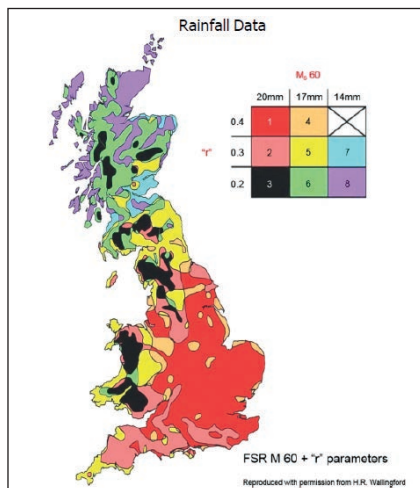 Rainfall Data
M₅ 60
20mm 17mm 14mm
0.4 1 4
"r" 0.3 2 5 7
0.2 3 6 8
FSR M 60 + "r" parameters
Reproduced with permission from H.R. Wallingford